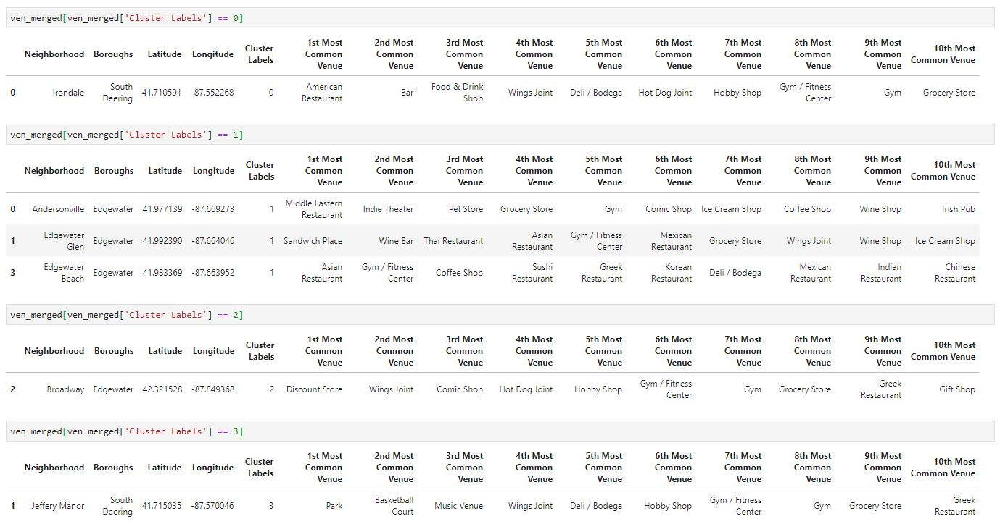 ven_merged[ven_merged['Cluster Labels'] == 0]
Neighborhood Boroughs Latitude Longitude Cluster Labels 1st Most Common Venue 2nd Most Common Venue 3rd Most Common Venue 4th Most Common Venue 5th Most Common Venue 6th Most Common Venue 7th Most Common Venue 8th Most Common Venue 9th Most Common Venue 10th Most Common Venue
0 Irondale South Deering 41.710591 -87.552268 0 American Restaurant Bar Food & Drink Shop Wings Joint Deli / Bodega Hot Dog Joint Hobby Shop Gym / Fitness Center Gym Grocery Store
ven_merged[ven_merged['Cluster Labels'] == 1]
Neighborhood Boroughs Latitude Longitude Cluster Labels 1st Most Common Venue 2nd Most Common Venue 3rd Most Common Venue 4th Most Common Venue 5th Most Common Venue 6th Most Common Venue 7th Most Common Venue 8th Most Common Venue 9th Most Common Venue 10th Most Common Venue
0 Andersonville Edgewater 41.977139 -87.669273 1 Middle Eastern Restaurant Indie Theater Pet Store Grocery Store Gym Comic Shop Ice Cream Shop Coffee Shop Wine Shop Irish Pub
1 Edgewater Glen Edgewater 41.992390 -87.664046 1 Sandwich Place Wine Bar Thai Restaurant Asian Restaurant Gym / Fitness Center Mexican Restaurant Grocery Store Wings Joint Wine Shop Ice Cream Shop
3 Edgewater Beach Edgewater 41.983369 -87.663952 1 Asian Restaurant Gym / Fitness Center Coffee Shop Sushi Restaurant Greek Restaurant Korean Restaurant Deli / Bodega Mexican Restaurant Indian Restaurant Chinese Restaurant
ven_merged[ven_merged['Cluster Labels'] == 2]
Neighborhood Boroughs Latitude Longitude Cluster Labels 1st Most Common Venue 2nd Most Common Venue 3rd Most Common Venue 4th Most Common Venue 5th Most Common Venue 6th Most Common Venue 7th Most Common Venue 8th Most Common Venue 9th Most Common Venue 10th Most Common Venue
2 Broadway Edgewater 42.321528 -87.849368 2 Discount Store Wings Joint Comic Shop Hot Dog Joint Hobby Shop Gym / Fitness Center Gym Grocery Store Greek Restaurant Gift Shop
ven_merged[ven_merged['Cluster Labels'] == 3]
Neighborhood Boroughs Latitude Longitude Cluster Labels 1st Most Common Venue 2nd Most Common Venue 3rd Most Common Venue 4th Most Common Venue 5th Most Common Venue 6th Most Common Venue 7th Most Common Venue 8th Most Common Venue 9th Most Common Venue 10th Most Common Venue
1 Jeffery Manor South Deering 41.715035 -87.570046 3 Park Basketball Court Music Venue Wings Joint Deli / Bodega Hobby Shop Gym / Fitness Center Gym Grocery Store Greek Restaurant